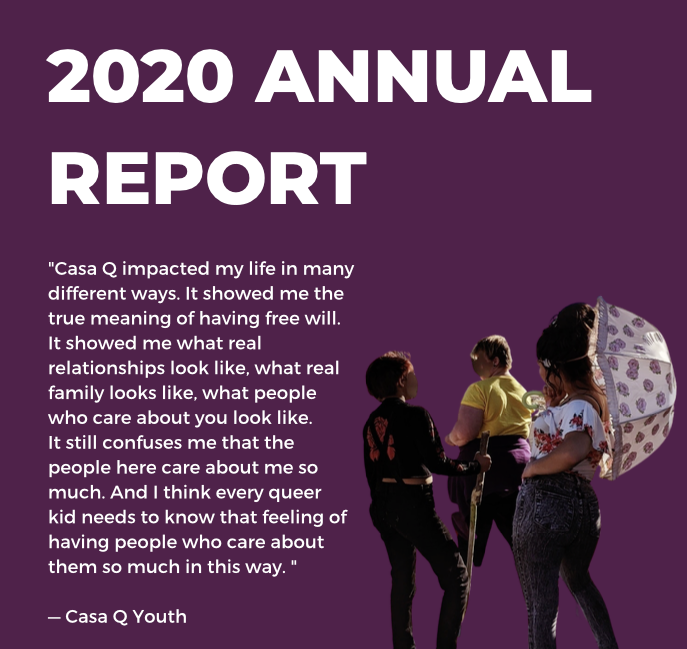 2020 ANNUAL
REPORT
"Casa Q impacted my life in many
different ways. It showed me the
true meaning of having free will.
It showed me what real
relationships look like, what real
family looks like, what people
who care about you look like.
It still confuses me that the
people here care about me so
much. And I think every queer
kid needs to know that feeling of
having people who care about
them so much in this way. "
— Casa Q Youth